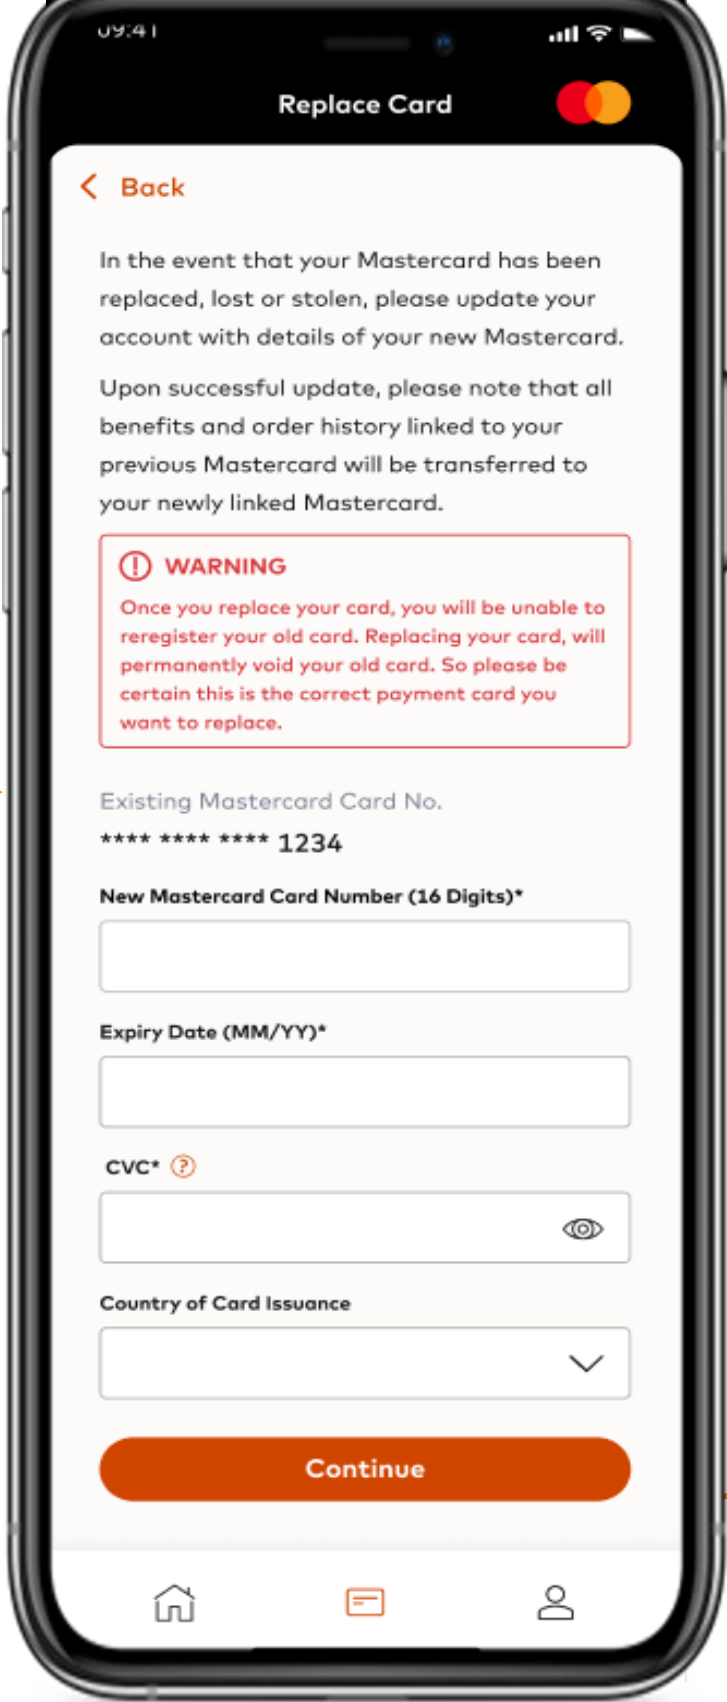 09:41
Replace Card
Back
In the event that your Mastercard has been
replaced, lost or stolen, please update your
account with details of your new Mastercard.
Upon successful update, please note that all
benefits and order history linked to your
previous Mastercard will be transferred to
your newly linked Mastercard.
WARNING
Once you replace your card, you will be unable to
reregister your old card. Replacing your card, will
permanently void your old card. So please be
certain this is the correct payment card you
want to replace.
Existing Mastercard Card No.
**** **** **** 1234
New Mastercard Card Number (16 Digits)*
Expiry Date (MM/YY)*
CVC* ?
Country of Card Issuance
Continue